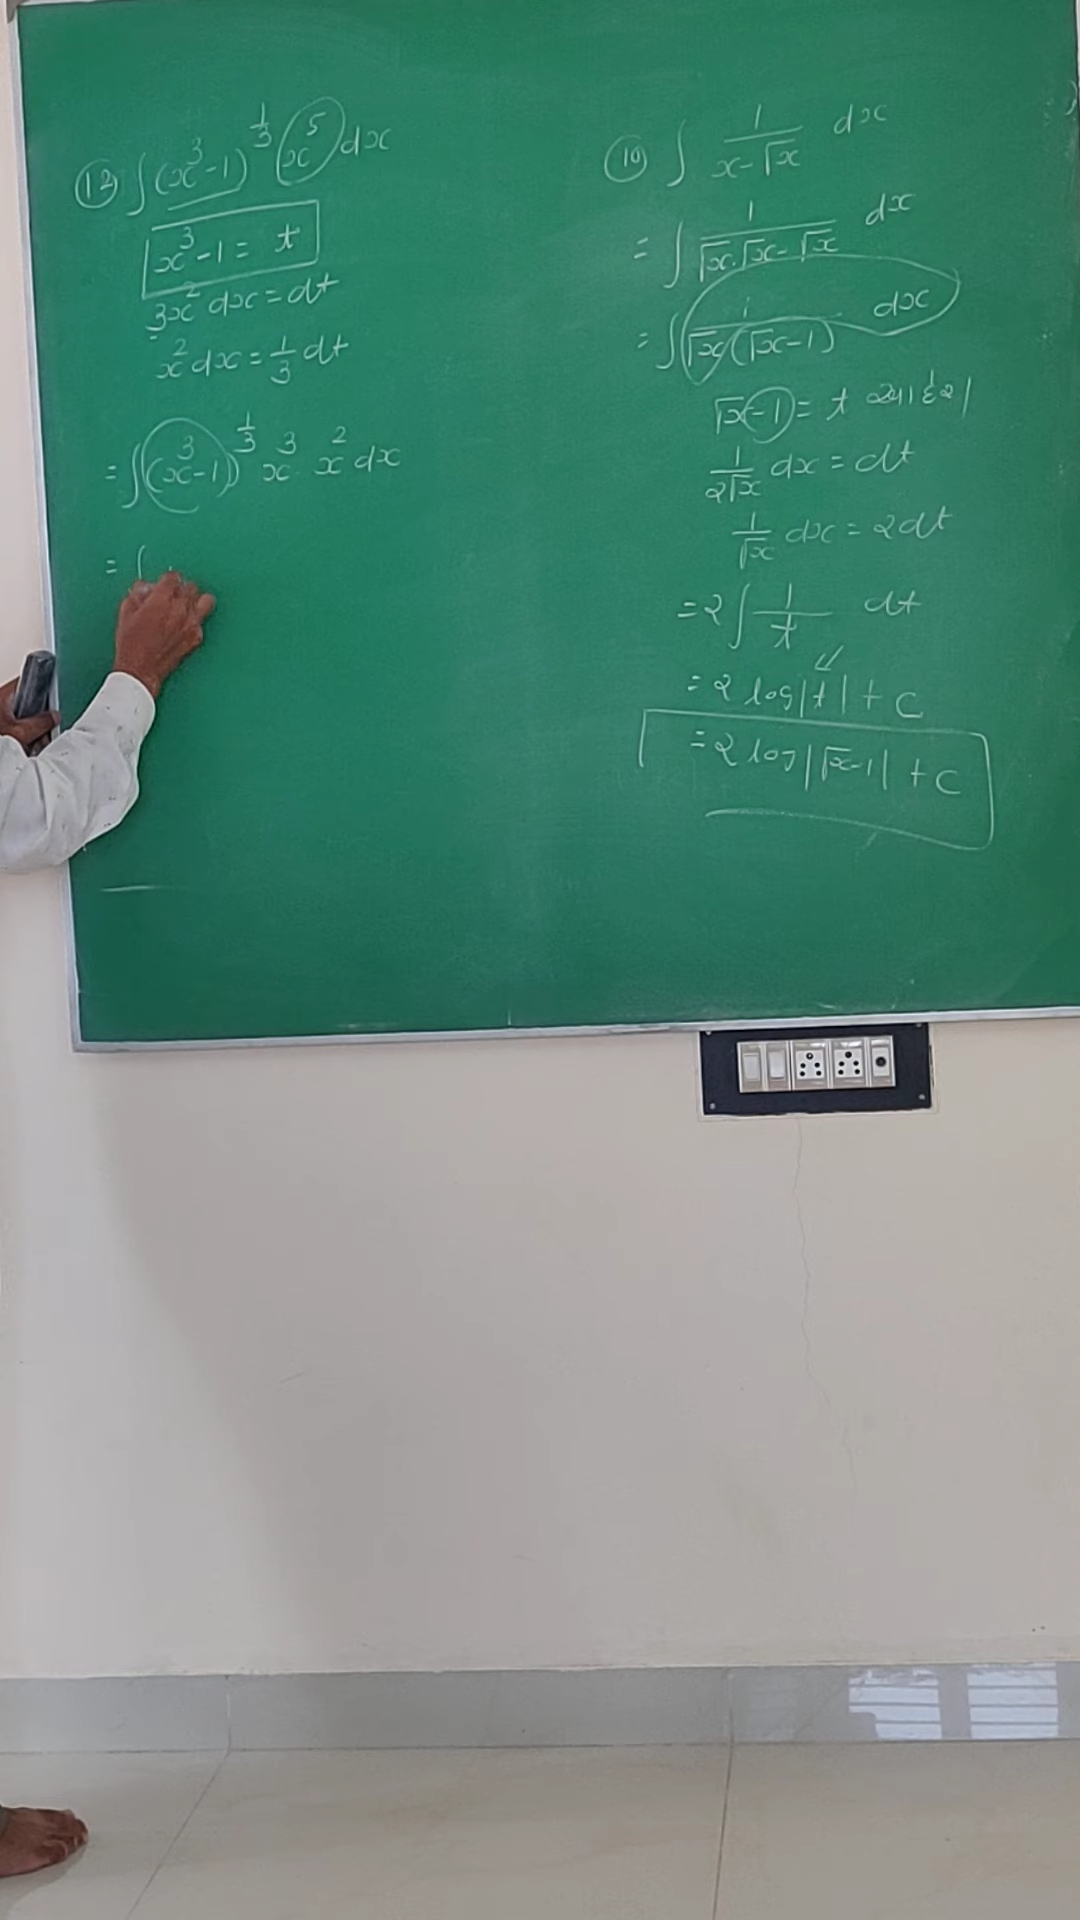 (12) ∫ (x³-1)^(1/3) (x⁵) dx
x³-1 = t
3x² dx = dt
x² dx = 1/3 dt
= ∫ (x³-1)^(1/3) x³. x² dx
= ∫
(10) ∫ 1/(x-√x) dx
= ∫ 1/(√x.√x-√x) dx
= ∫ 1/(√x(√x-1)) dx
√x-1 = t
1/(2√x) dx = dt
1/√x dx = 2dt
= 2 ∫ 1/t dt
= 2 log|t| + c
= 2 log|√x-1| + c